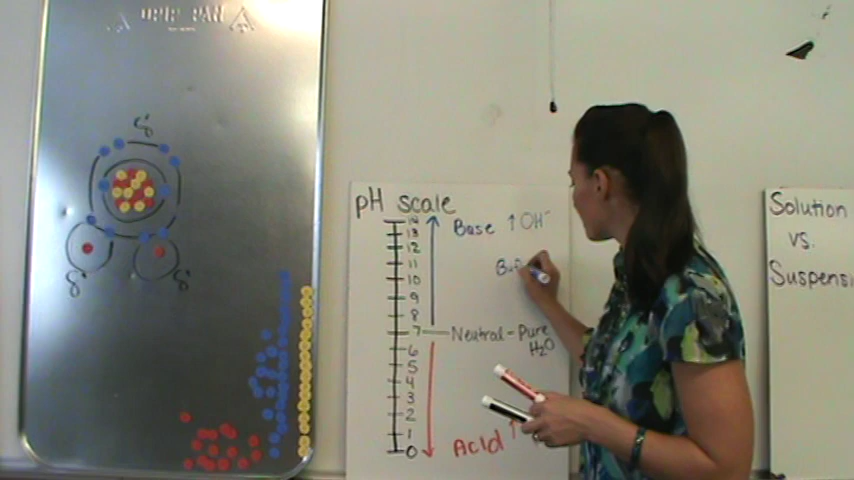 δ
δ
δ
pH scale
14
13
12
11
10
9
8
7
6
5
4
3
2
1
0
Base ↑ OH⁻
Buf
Neutral - Pure
H₂O
Acid ↑
Solution
vs.
Suspensi